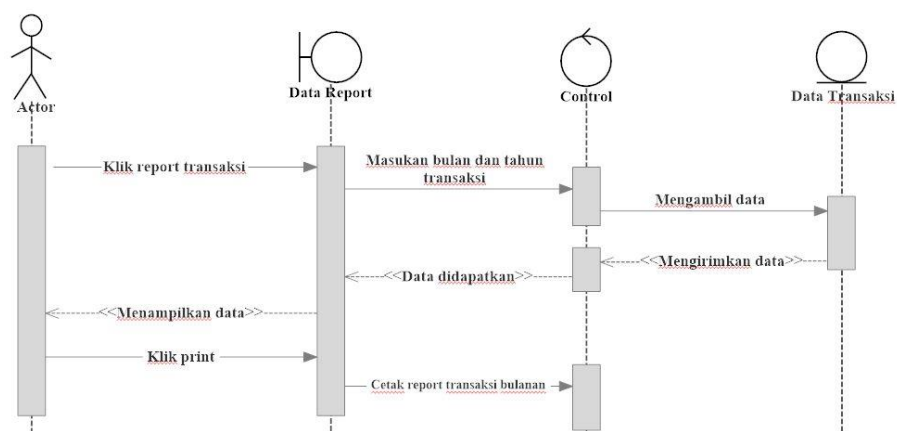 Actor
Data Report
Control
Data Transaksi
Klik report transaksi
Masukan bulan dan tahun
transaksi
Mengambil data
<<Mengirimkan data>>
<<Data didapatkan>>
<<Menampilkan data>>
Klik print
Cetak report transaksi bulanan